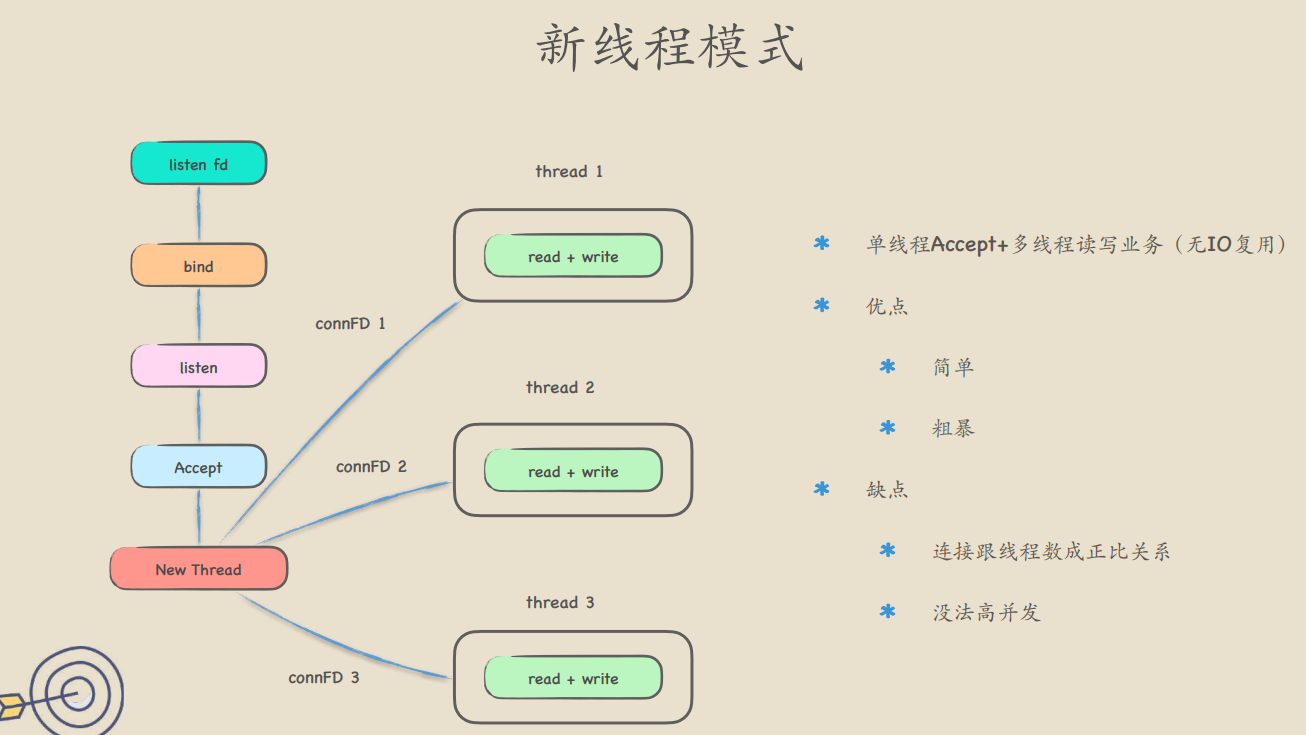 新线程模式
listen fd
bind
listen
Accept
New Thread
connFD 1
connFD 2
connFD 3
thread 1
read + write
thread 2
read + write
thread 3
read + write
单线程Accept+多线程读写业务（无IO复用）
优点
简单
粗暴
缺点
连接跟线程数成正比关系
没法高并发